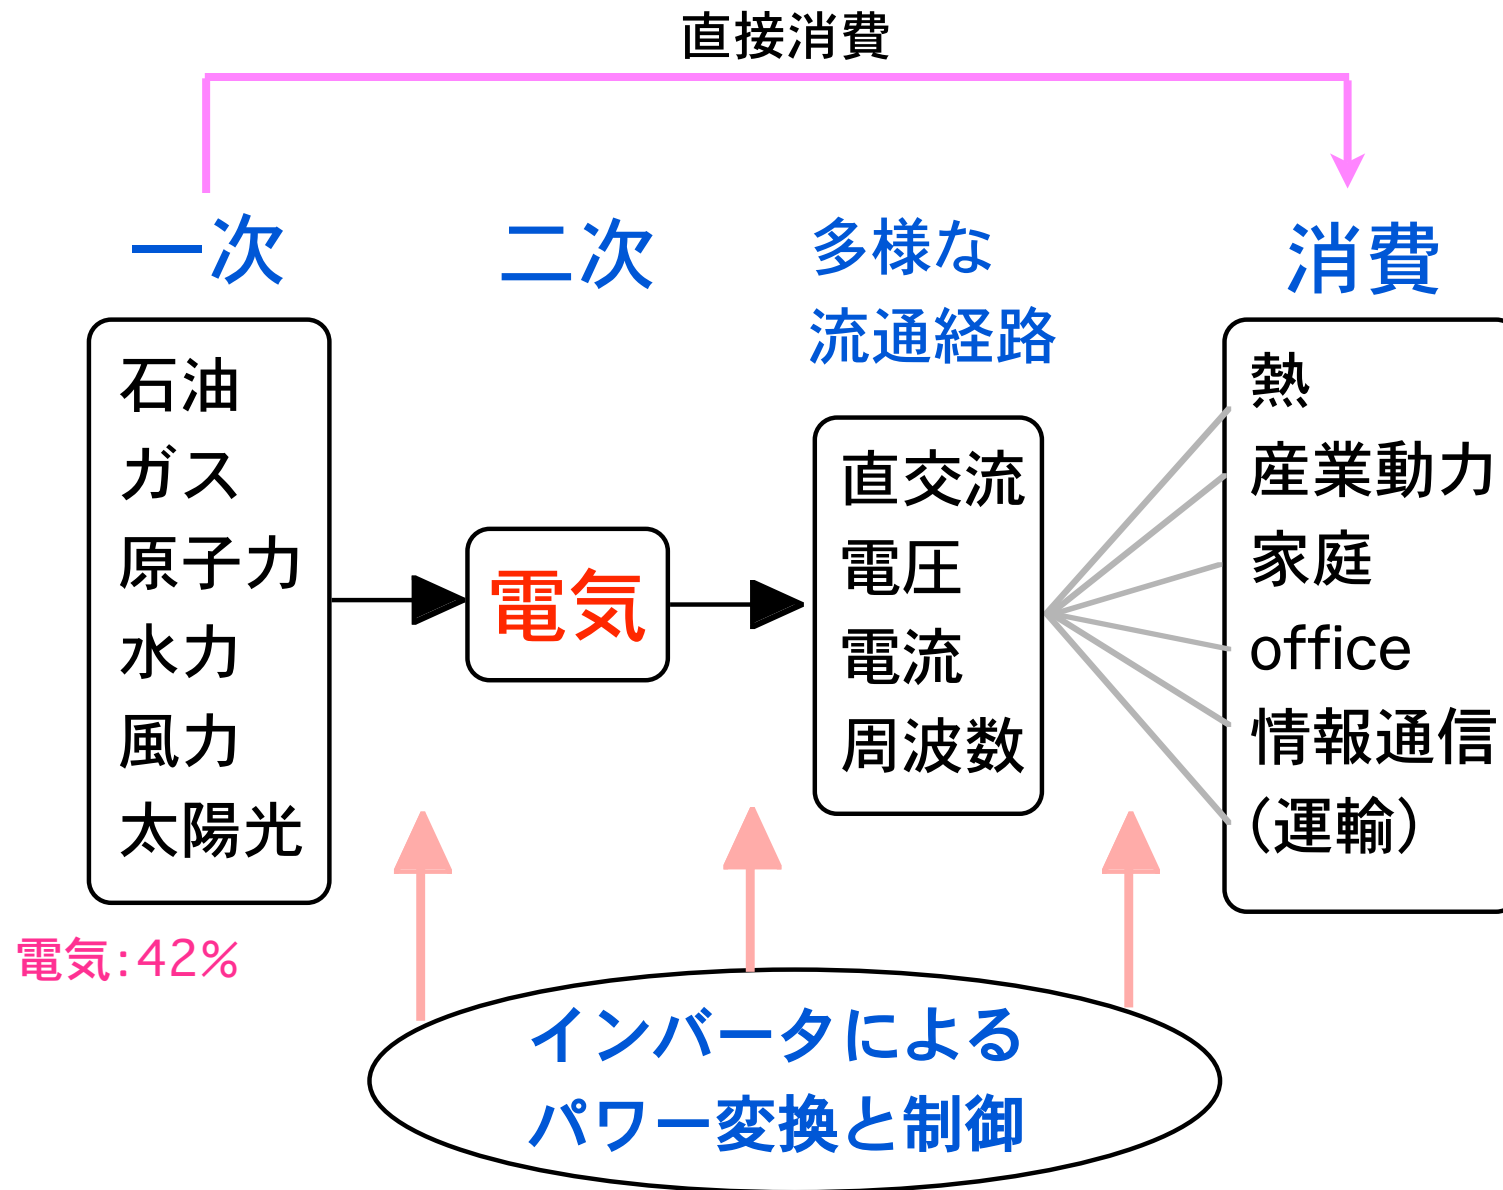 直接消費
一次
石油
ガス
原子力
水力
風力
太陽光
電気:42%
二次
電気
多様な
流通経路
直交流
電圧
電流
周波数
消費
熱
産業動力
家庭
office
情報通信
(運輸)
インバータによる
パワー変換と制御